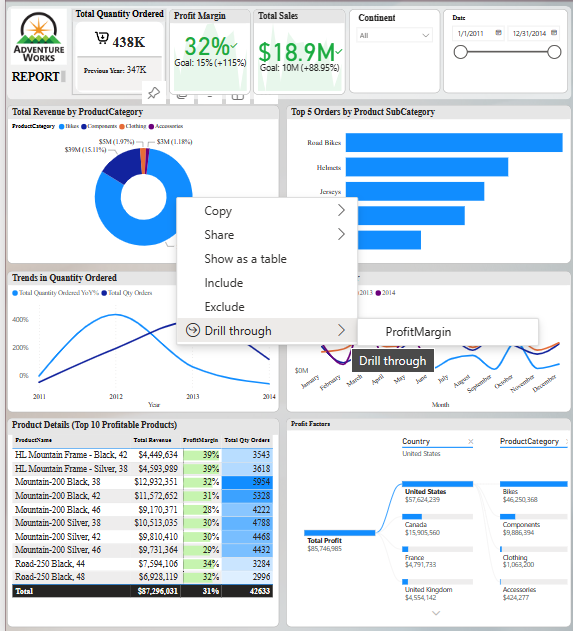 ADVENTURE
WORKS
REPORT
Total Quantity Ordered
438K
Previous Year: 347K
Profit Margin
32%
Goal: 15% (+115%)
Total Sales
$18.9M
Goal: 10M (+88.95%)
Continent
All
Date
1/1/2011
12/31/2014
Total Revenue by ProductCategory
ProductCategory Bikes Components Clothing Accessories
$5M (1.97%)
$3M (1.18%)
$39M (15.11%)
Top 5 Orders by Product SubCategory
Road Bikes
Helmets
Jerseys
Copy
Share
Show as a table
Include
Exclude
Drill through
ProfitMargin
Drill through
Trends in Quantity Ordered
Total Quantity Ordered YoY% Total Qty Orders
400%
200%
0%
2011 2012 2013 2014
Year
2013 2014
$0M
January February March April May June July August September October November December
Month
Product Details (Top 10 Profitable Products)
ProductName Total Revenue ProfitMargin Total Qty Orders
HL Mountain Frame - Black, 42 $4,449,634 39% 3543
HL Mountain Frame - Silver, 38 $4,593,989 39% 3618
Mountain-200 Black, 38 $12,932,351 32% 5954
Mountain-200 Black, 42 $11,572,652 31% 5328
Mountain-200 Black, 46 $9,170,371 28% 4222
Mountain-200 Silver, 38 $10,513,035 30% 4788
Mountain-200 Silver, 42 $9,810,410 30% 4468
Mountain-200 Silver, 46 $9,731,364 29% 4432
Road-250 Black, 44 $7,594,106 34% 3284
Road-250 Black, 48 $6,928,119 32% 2996
Total $87,296,031 31% 42633
Profit Factors
Country
United States
ProductCategory
Total Profit
$85,746,985
United States
$57,624,239
Canada
$15,905,560
France
$4,791,733
United Kingdom
$4,554,142
Bikes
$46,250,368
Components
$9,886,394
Clothing
$1,063,200
Accessories
$424,277